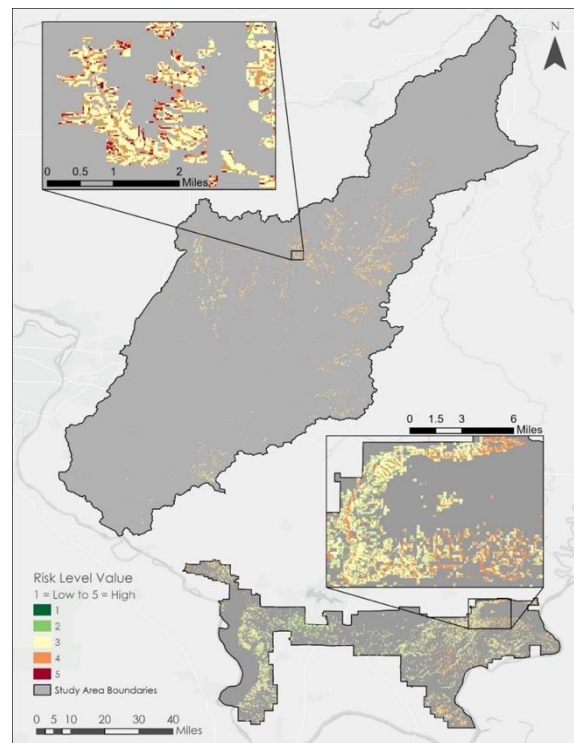 N
0 0.5 1 2
Miles
0 1.5 3 6
Miles
Risk Level Value
1 = Low to 5 = High
1
2
3
4
5
Study Area Boundaries
0 5 10 20 30 40
Miles